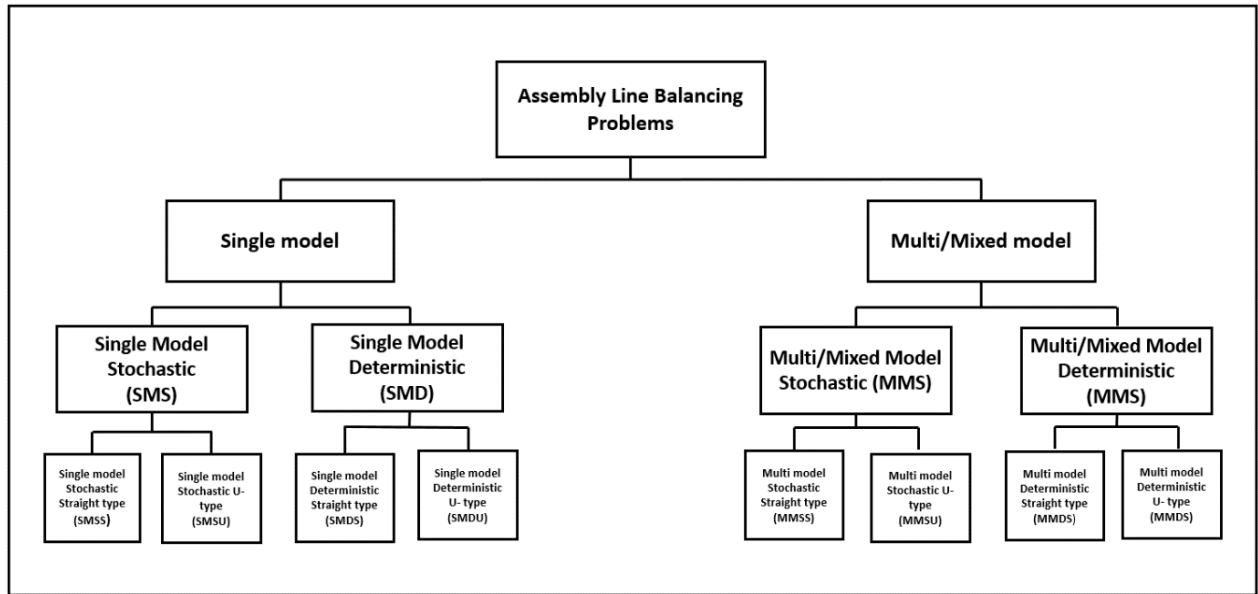 Assembly Line Balancing
Problems
Single model
Multi/Mixed model
Single Model
Stochastic
(SMS)
Single Model
Deterministic
(SMD)
Multi/Mixed Model
Stochastic (MMS)
Multi/Mixed Model
Deterministic
(MMS)
Single model
Stochastic
Straight type
(SMSS)
Single model
Stochastic U-
type
(SMSU)
Single model
Deterministic
Straight type
(SMDS)
Single model
Deterministic
U- type
(SMDU)
Multi model
Stochastic
Straight type
(MMSS)
Multi model
Stochastic U-
type
(MMSU)
Multi model
Deterministic
Straight type
(MMDS)
Multi model
Deterministic
U- type
(MMDS)